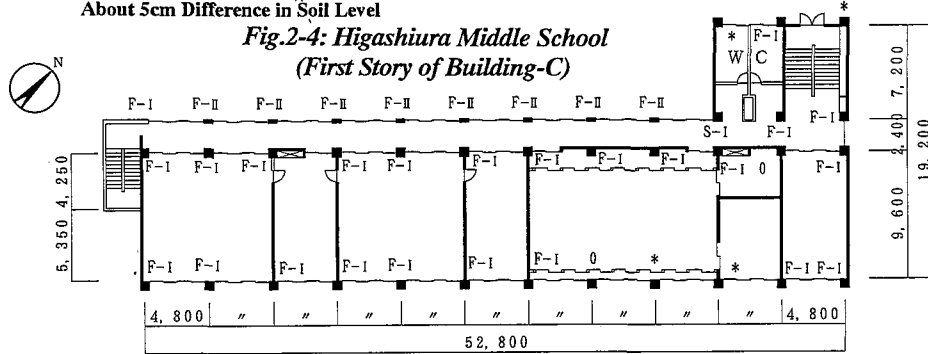 About 5cm Difference in Soil Level
Fig.2-4: Higashiura Middle School
(First Story of Building-C)
N
* F-I *
W C
7, 200
F-I F-II F-II F-II F-II F-II F-II F-II F-II
S-I F-I F-I
2, 400
19, 200
F-I F-I F-I F-I F-I F-I F-I F-I F-I F-I 0 F-I
4, 250
9, 600
5, 350
F-I F-I F-I F-I F-I F-I F-I 0 * * F-I F-I
4, 800 〃 〃 〃 〃 〃 〃 〃 〃 〃 4, 800
52, 800